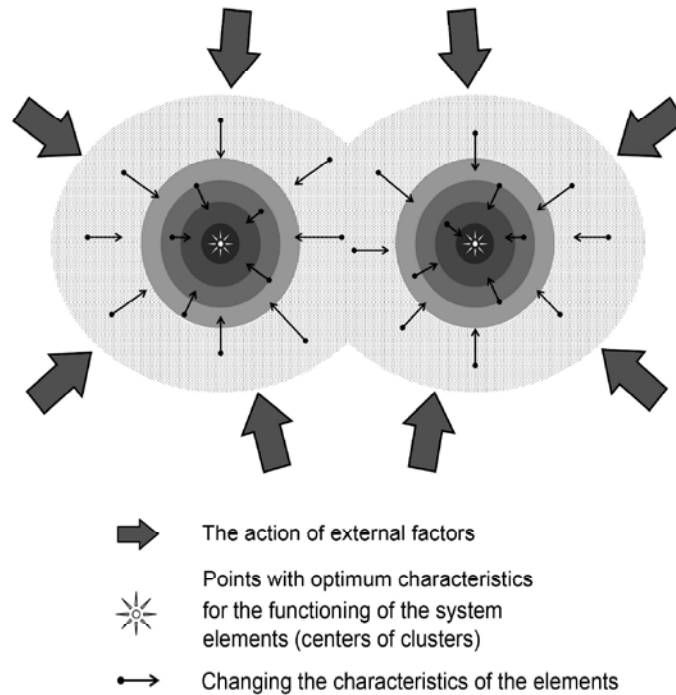 The action of external factors
Points with optimum characteristics
for the functioning of the system
elements (centers of clusters)
Changing the characteristics of the elements